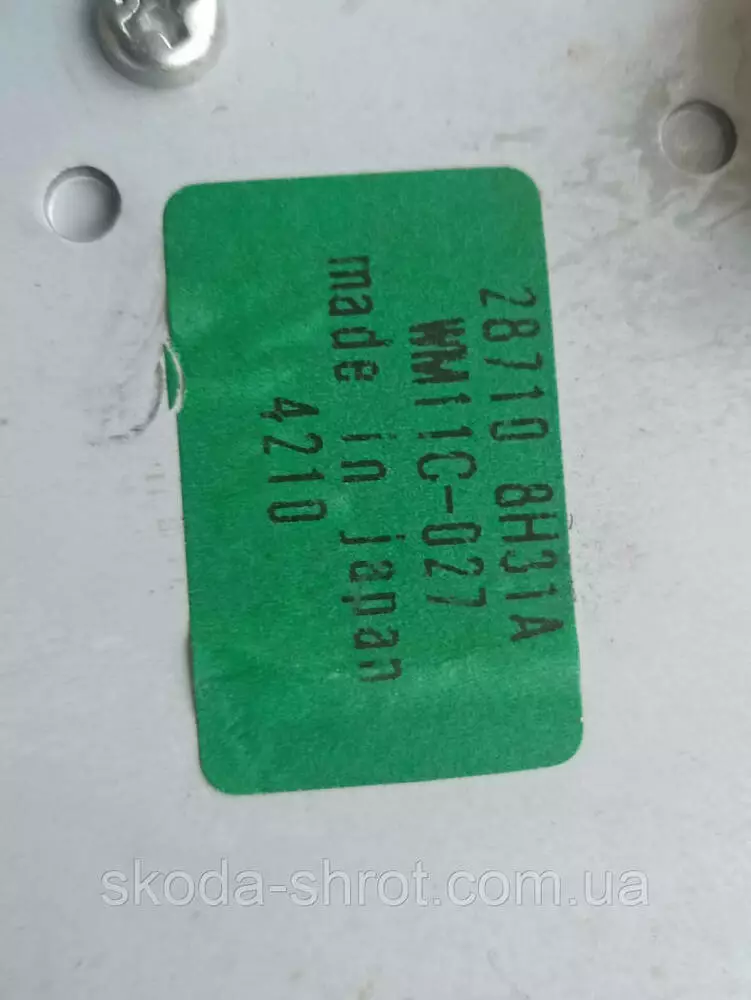 28710 8H31A
WM11C-027
made in japan
4210
skoda-shrot.com.ua